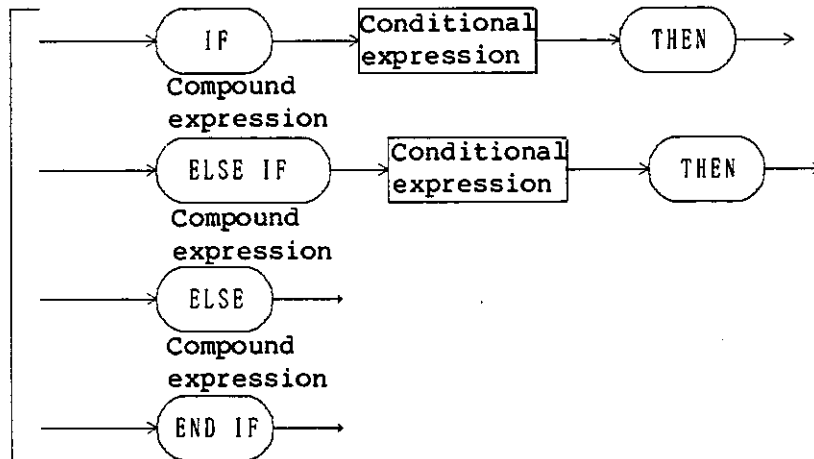 IF Conditional expression THEN
Compound
expression
ELSE IF Conditional expression THEN
Compound
expression
ELSE
Compound
expression
END IF